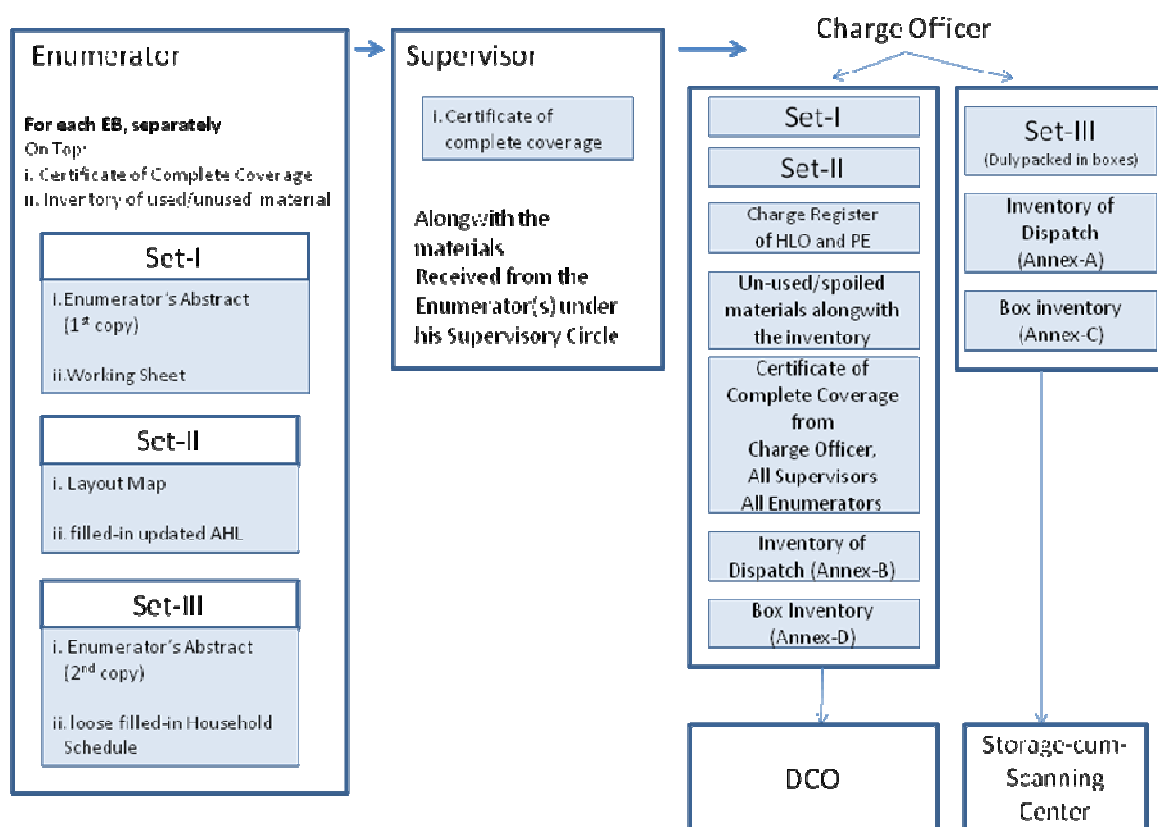 Enumerator
For each EB, separately
On Top:
i. Certificate of Complete Coverage
ii. Inventory of used/unused material
Set-I
i. Enumerator's Abstract
(1st copy)
ii. Working Sheet
Set-II
i. Layout Map
ii. filled-in updated AHL
Set-III
i. Enumerator's Abstract
(2nd copy)
ii. loose filled-in Household
Schedule
Supervisor
i. Certificate of
complete coverage
Alongwith the
materials
Received from the
Enumerator(s) under
his Supervisory Circle
Charge Officer
Set-I
Set-II
Charge Register
of HLO and PE
Un-used/spoiled
materials alongwith
the inventory
Certificate of
Complete Coverage
from
Charge Officer,
All Supervisors
All Enumerators
Inventory of
Dispatch (Annex-B)
Box Inventory
(Annex-D)
DCO
Set-III
(Duly packed in boxes)
Inventory of
Dispatch
(Annex-A)
Box inventory
(Annex-C)
Storage-cum-
Scanning
Center